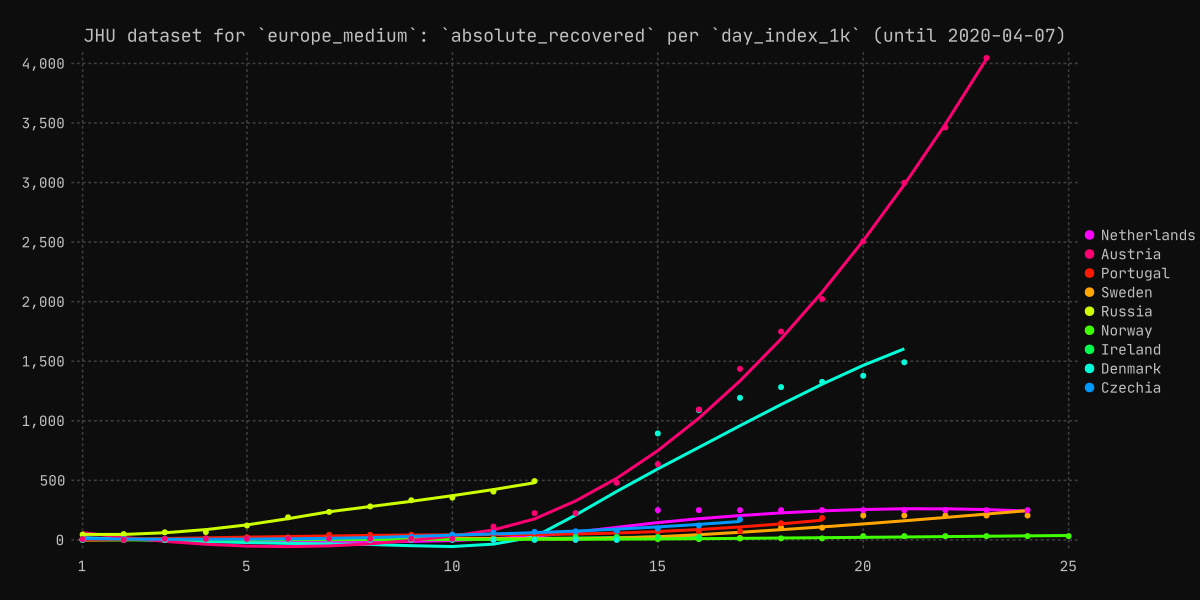 JHU dataset for `europe_medium`: `absolute_recovered` per `day_index_1k` (until 2020-04-07)
4,000
3,500
3,000
2,500
2,000
1,500
1,000
500
0
1 5 10 15 20 25
Netherlands
Austria
Portugal
Sweden
Russia
Norway
Ireland
Denmark
Czechia